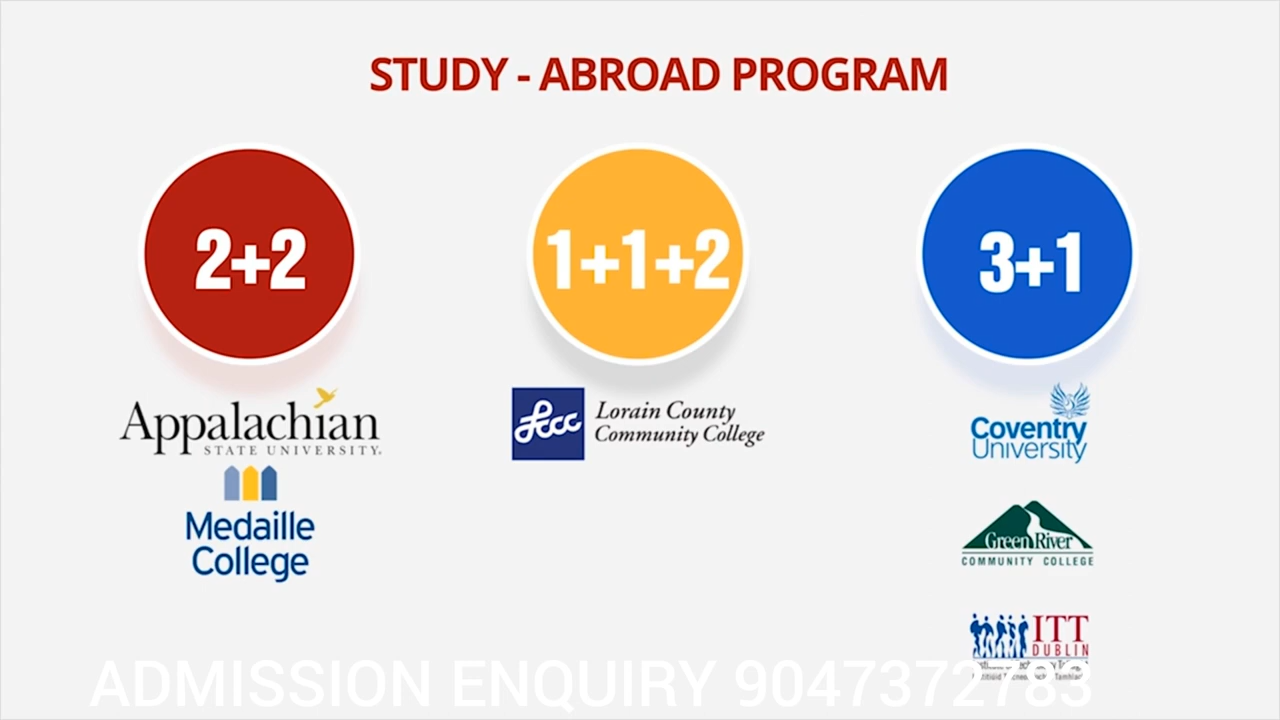 STUDY - ABROAD PROGRAM
2+2
1+1+2
3+1
Appalachian
STATE UNIVERSITY.
Medaille
College
lccc
Lorain County
Community College
Coventry
University
Green River
COMMUNITY COLLEGE
ITT
DUBLIN
ADMISSION ENQUIRY 9047372783